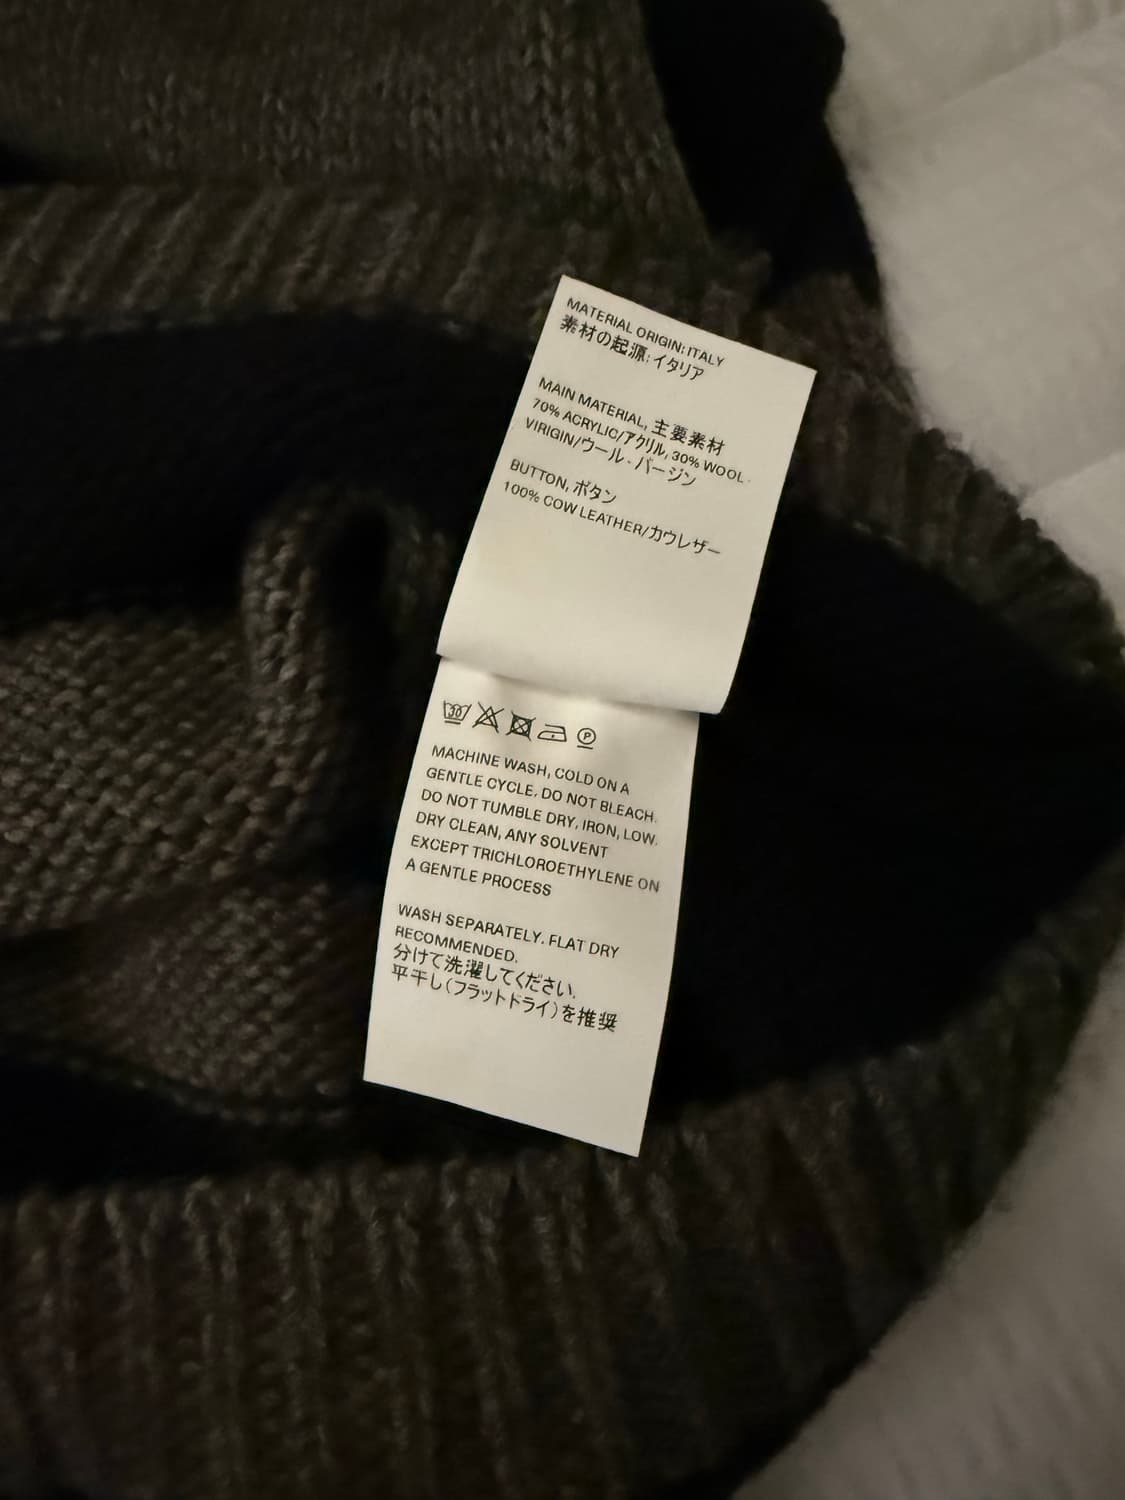 MATERIAL ORIGIN: ITALY
素材の起源: イタリア
MAIN MATERIAL, 主要素材
70% ACRYLIC/アクリル, 30% WOOL -
VIRIGIN/ウール - バージン
BUTTON, ボタン
100% COW LEATHER/カウレザー
30
P
MACHINE WASH, COLD ON A
GENTLE CYCLE, DO NOT BLEACH.
DO NOT TUMBLE DRY, IRON, LOW.
DRY CLEAN, ANY SOLVENT
EXCEPT TRICHLOROETHYLENE ON
A GENTLE PROCESS
WASH SEPARATELY. FLAT DRY
RECOMMENDED.
分けて洗濯してください.
平干し(フラットドライ)を推奨